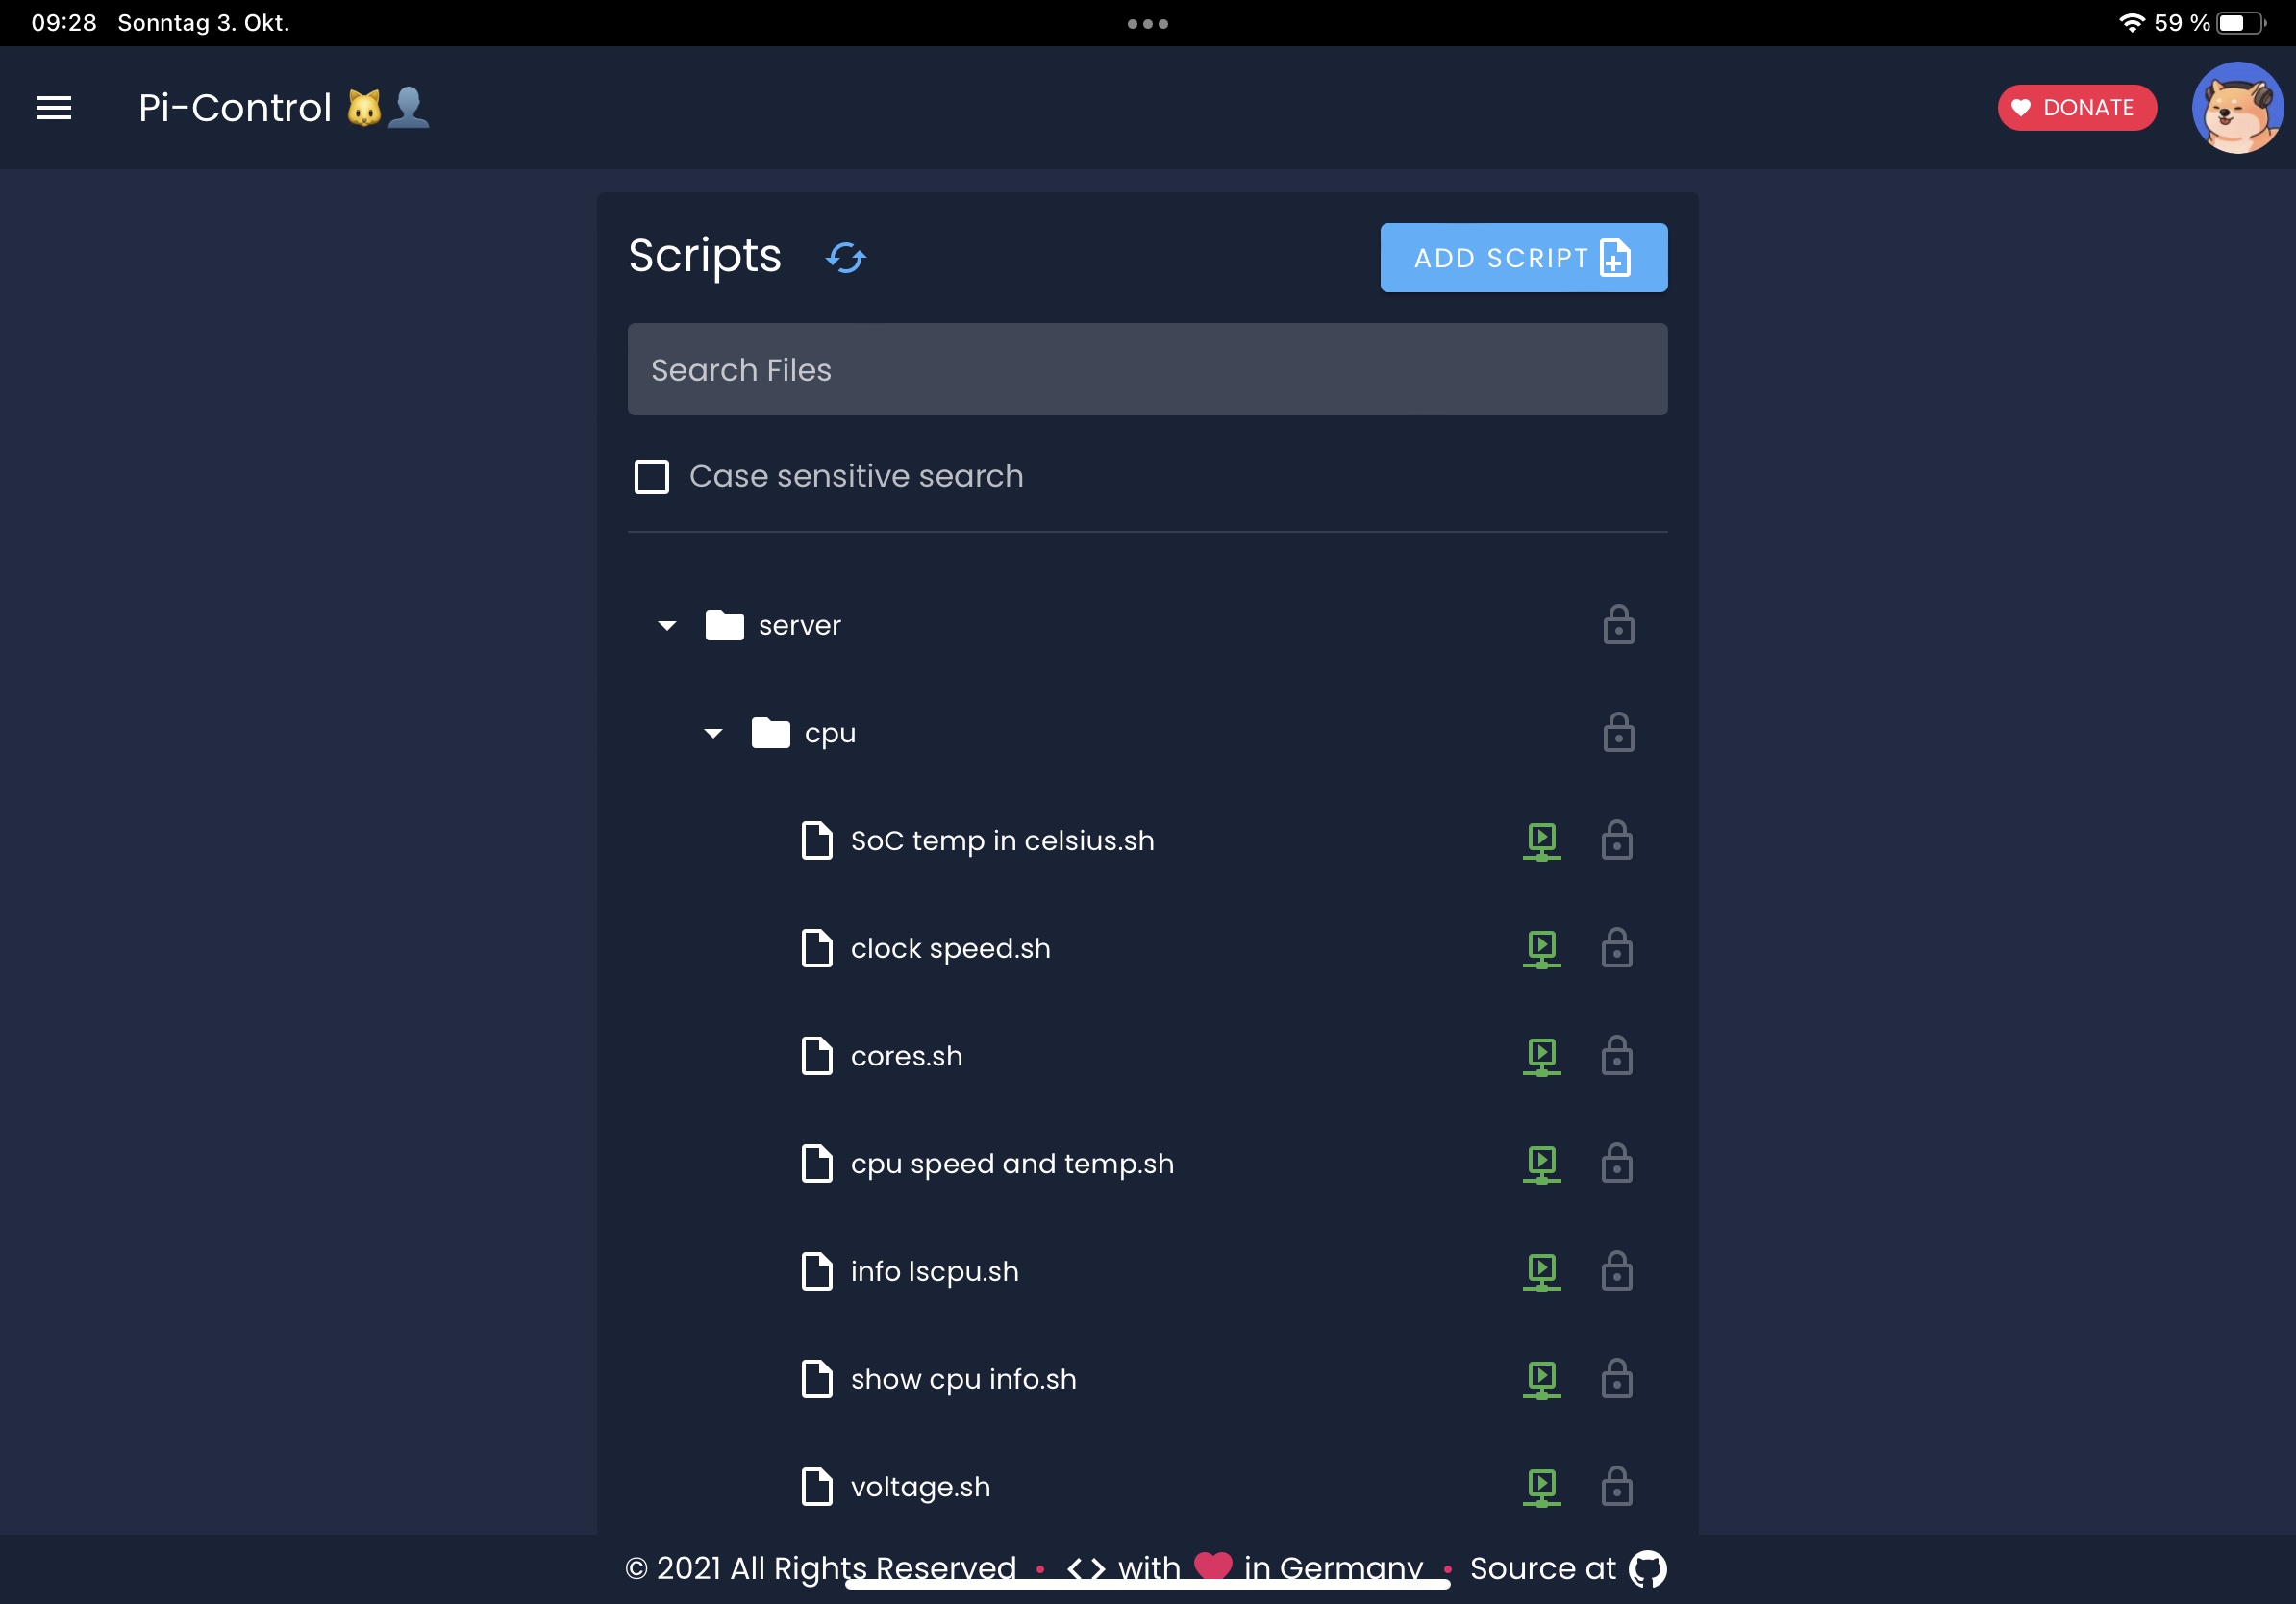 09:28 Sonntag 3. Okt.
59 %
Pi-Control
DONATE
Scripts
ADD SCRIPT
Search Files
Case sensitive search
server
cpu
SoC temp in celsius.sh
clock speed.sh
cores.sh
cpu speed and temp.sh
info lscpu.sh
show cpu info.sh
voltage.sh
© 2021 All Rights Reserved • <> with ❤ in Germany • Source at